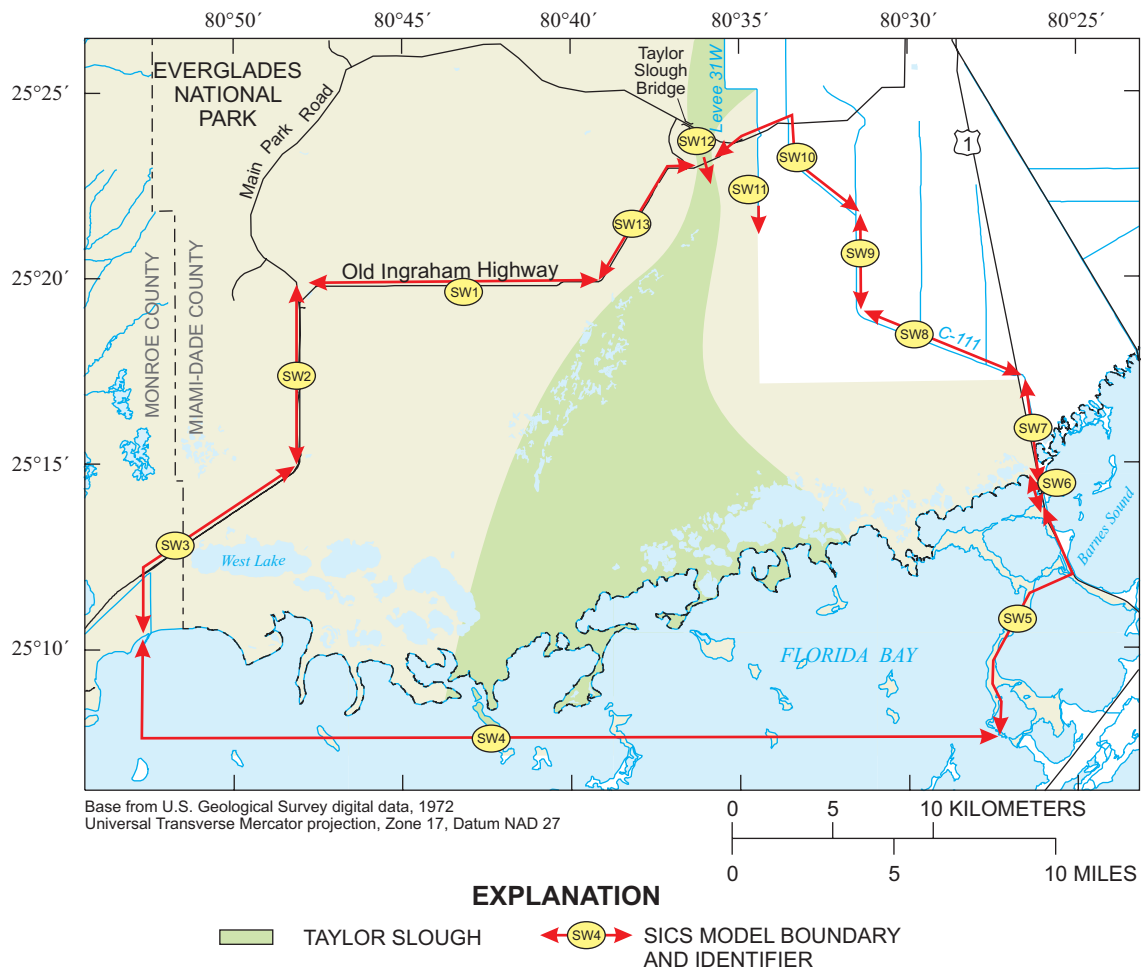 80°50′ 80°40′ 80°35′ 80°30′ 80°25′
25°25′
25°20′
25°15′
25°10′
EVERGLADES
NATIONAL
PARK
Main Park Road
Taylor
Slough
Bridge
Levee 31W
1
SW12
SW10
SW11
SW13
SW9
Old Ingraham Highway
SW1
SW8
C-111
MONROE COUNTY
MIAMI-DADE COUNTY
SW2
SW7
SW6
Barnes Sound
SW3
West Lake
SW5
FLORIDA BAY
SW4
Base from U.S. Geological Survey digital data, 1972
Universal Transverse Mercator projection, Zone 17, Datum NAD 27
0 5 10 KILOMETERS
0 5 10 MILES
EXPLANATION
TAYLOR SLOUGH
SW4
SICS MODEL BOUNDARY
AND IDENTIFIER